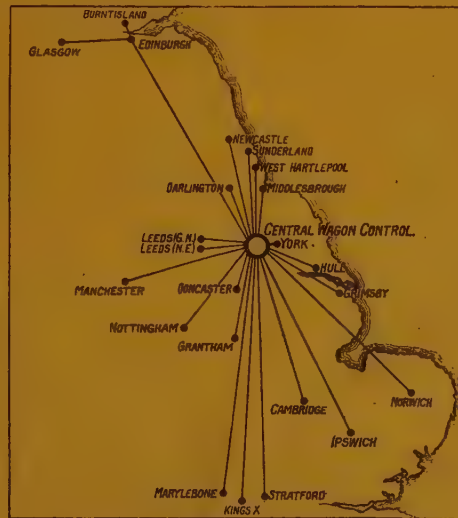 BURNTISLAND
GLASGOW
EDINBURGH
NEWCASTLE
SUNDERLAND
WEST HARTLEPOOL
DARLINGTON
MIDDLESBROUGH
CENTRAL WAGON CONTROL.
LEEDS (G.N.)
YORK
LEEDS (N.E)
HULL
MANCHESTER
DONCASTER
GRIMSBY
NOTTINGHAM
GRANTHAM
CAMBRIDGE
NORWICH
IPSWICH
MARYLEBONE
KINGS X
STRATFORD